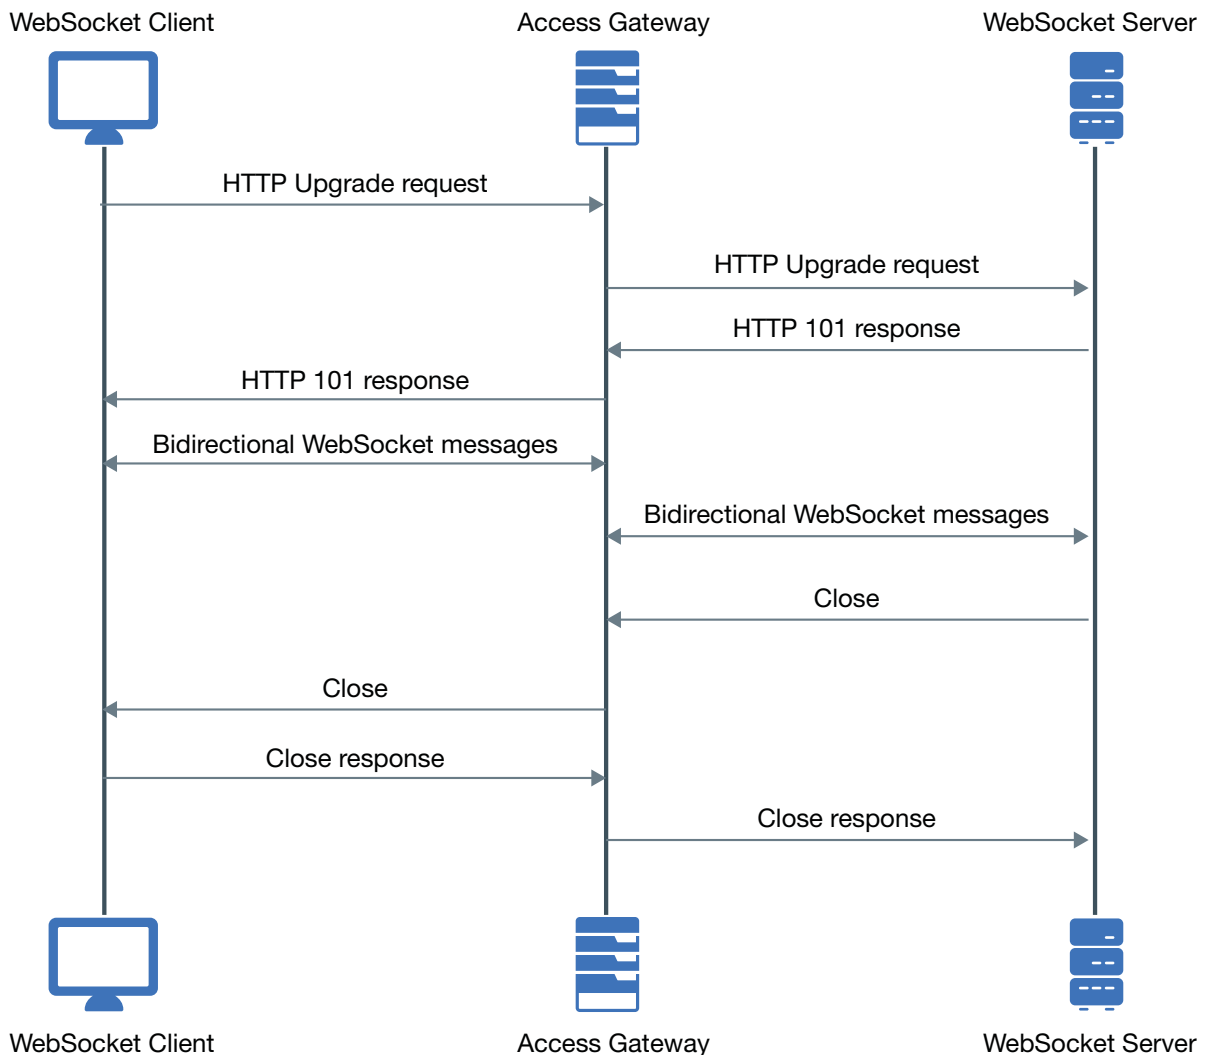 WebSocket Client
Access Gateway
WebSocket Server
HTTP Upgrade request
HTTP Upgrade request
HTTP 101 response
HTTP 101 response
Bidirectional WebSocket messages
Bidirectional WebSocket messages
Close
Close
Close response
Close response
WebSocket Client
Access Gateway
WebSocket Server